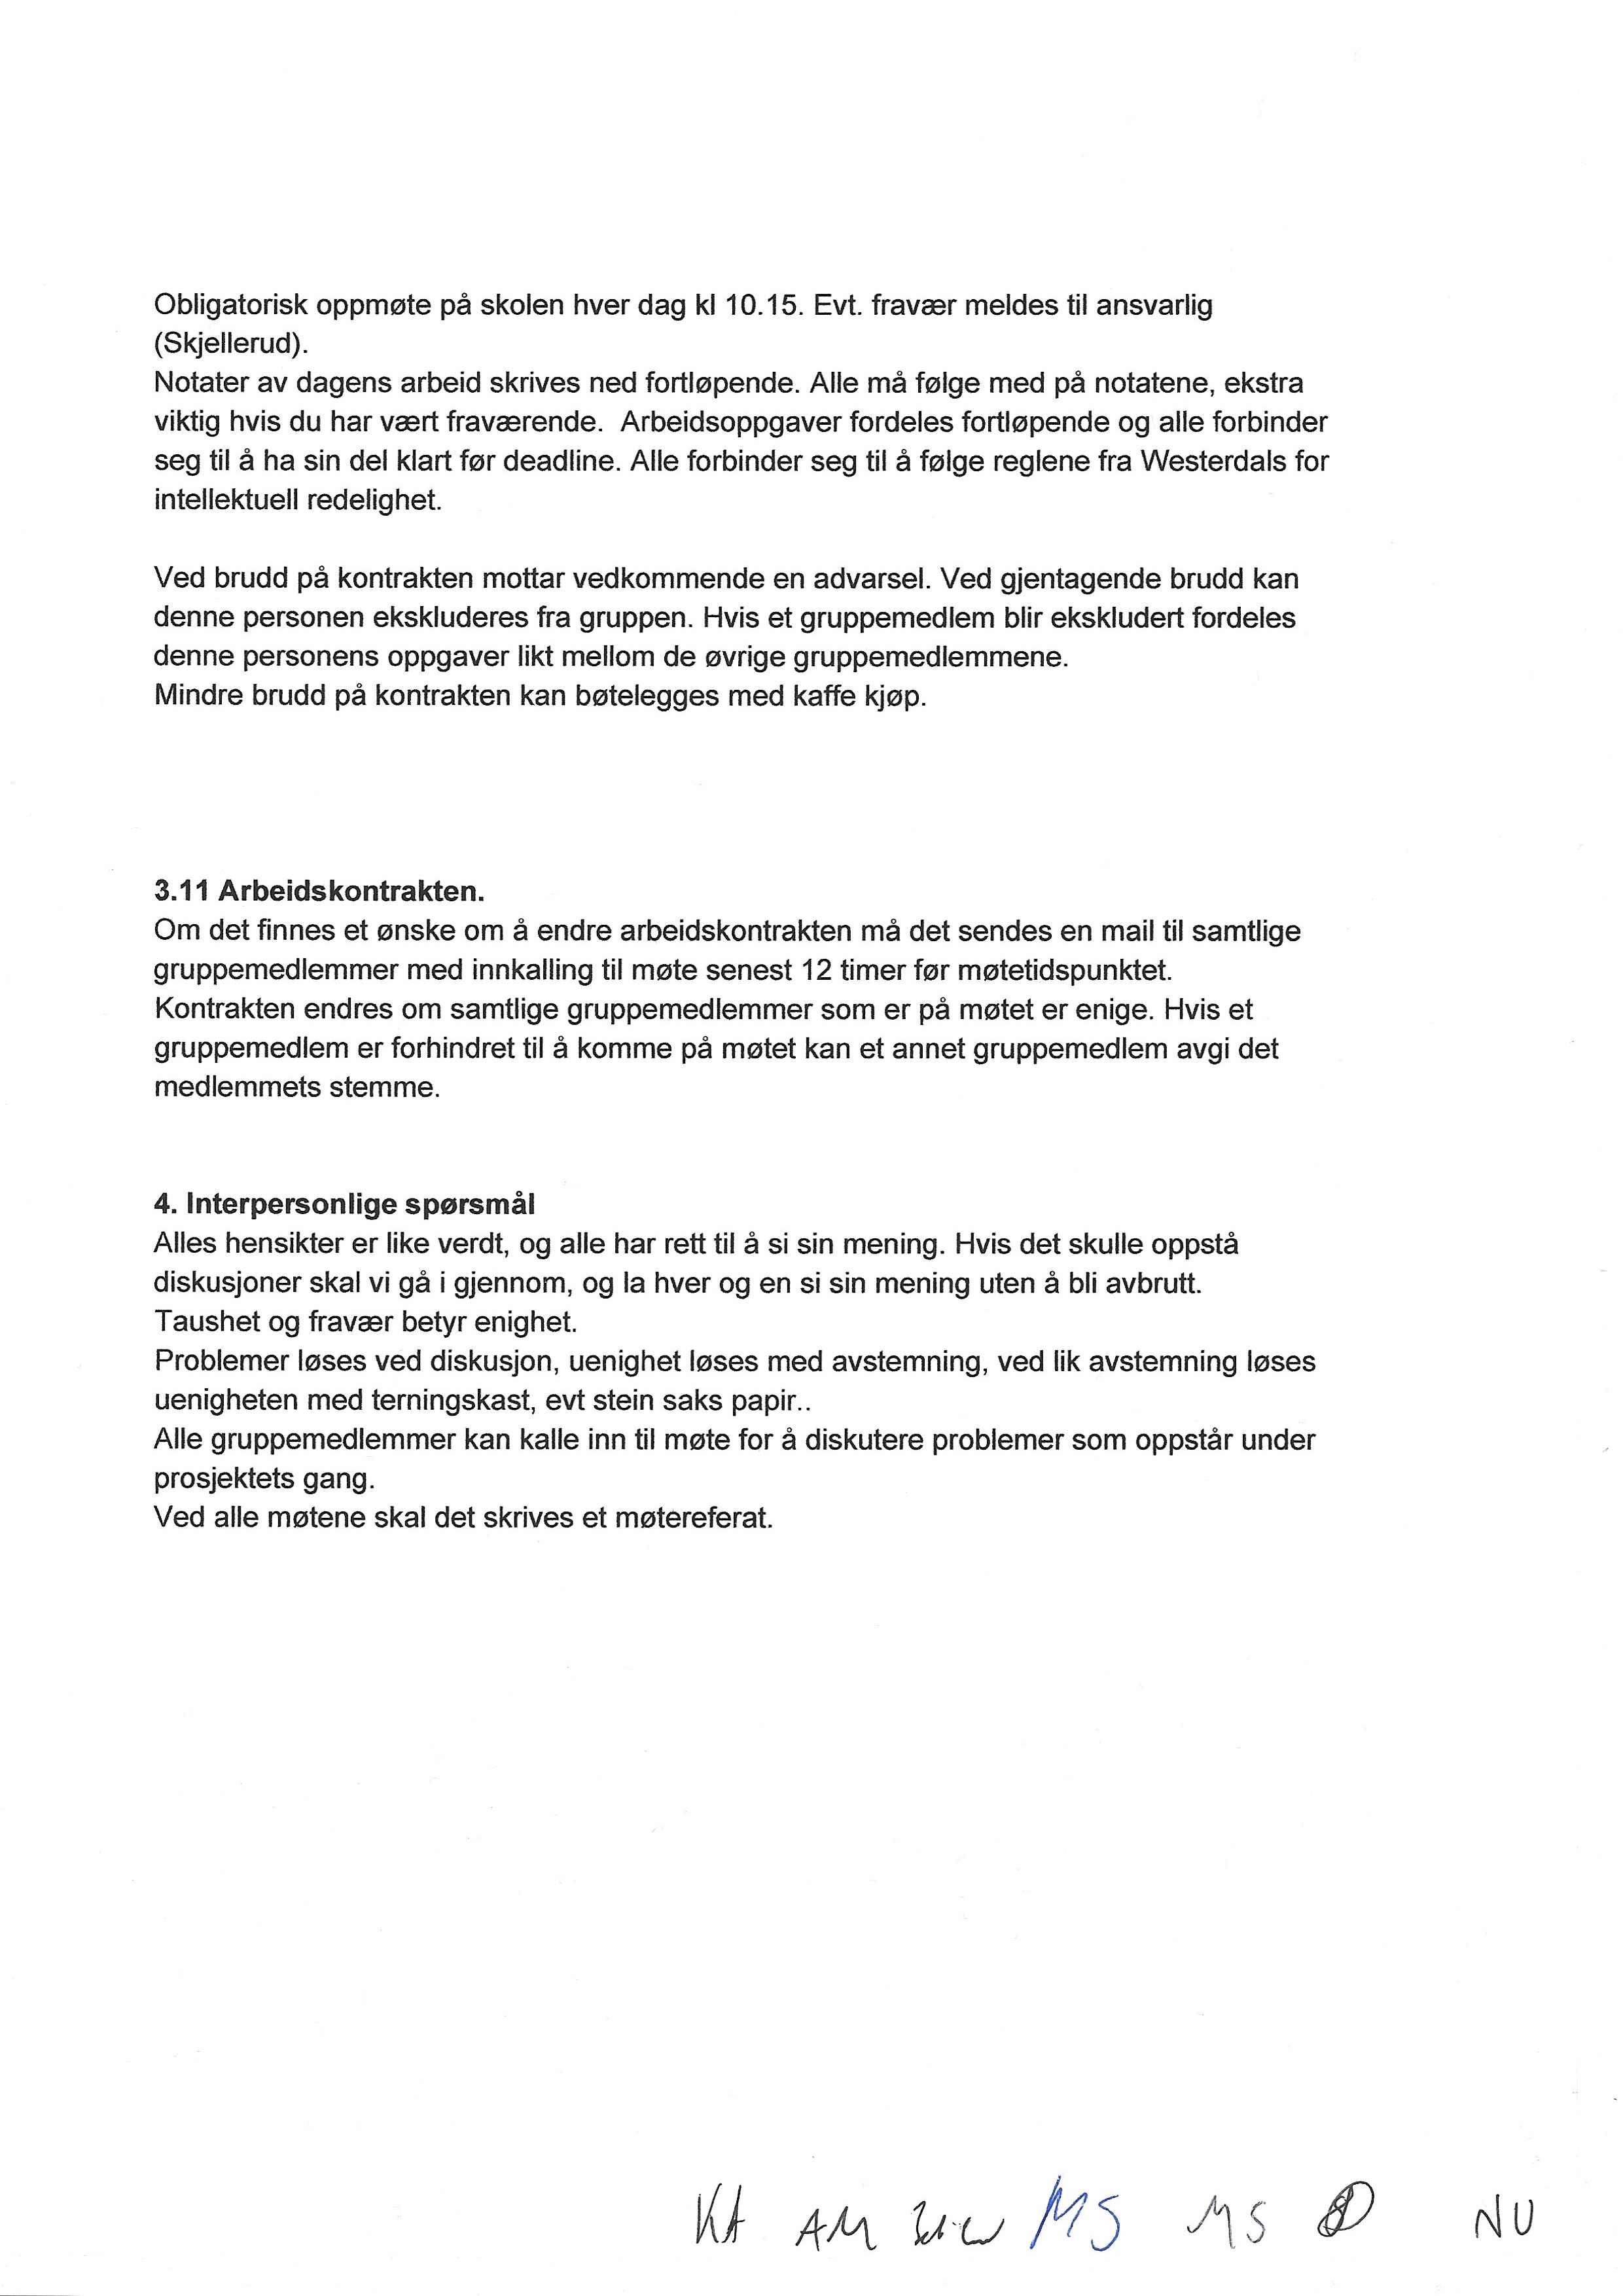 Obligatorisk oppmøte på skolen hver dag kl 10.15. Evt. fravær meldes til ansvarlig
(Skjellerud).
Notater av dagens arbeid skrives ned fortløpende. Alle må følge med på notatene, ekstra
viktig hvis du har vært fraværende.  Arbeidsoppgaver fordeles fortløpende og alle forbinder
seg til å ha sin del klart før deadline. Alle forbinder seg til å følge reglene fra Westerdals for
intellektuell redelighet.
Ved brudd på kontrakten mottar vedkommende en advarsel. Ved gjentagende brudd kan
denne personen ekskluderes fra gruppen. Hvis et gruppemedlem blir ekskludert fordeles
denne personens oppgaver likt mellom de øvrige gruppemedlemmene.
Mindre brudd på kontrakten kan bøtelegges med kaffe kjøp.
3.11 Arbeidskontrakten.
Om det finnes et ønske om å endre arbeidskontrakten må det sendes en mail til samtlige
gruppemedlemmer med innkalling til møte senest 12 timer før møtetidspunktet.
Kontrakten endres om samtlige gruppemedlemmer som er på møtet er enige. Hvis et
gruppemedlem er forhindret til å komme på møtet kan et annet gruppemedlem avgi det
medlemmets stemme.
4. Interpersonlige spørsmål
Alles hensikter er like verdt, og alle har rett til å si sin mening. Hvis det skulle oppstå
diskusjoner skal vi gå i gjennom, og la hver og en si sin mening uten å bli avbrutt.
Taushet og fravær betyr enighet.
Problemer løses ved diskusjon, uenighet løses med avstemning, ved lik avstemning løses
uenigheten med terningskast, evt stein saks papir..
Alle gruppemedlemmer kan kalle inn til møte for å diskutere problemer som oppstår under
prosjektets gang.
Ved alle møtene skal det skrives et møtereferat.
KA AM MS MS NU